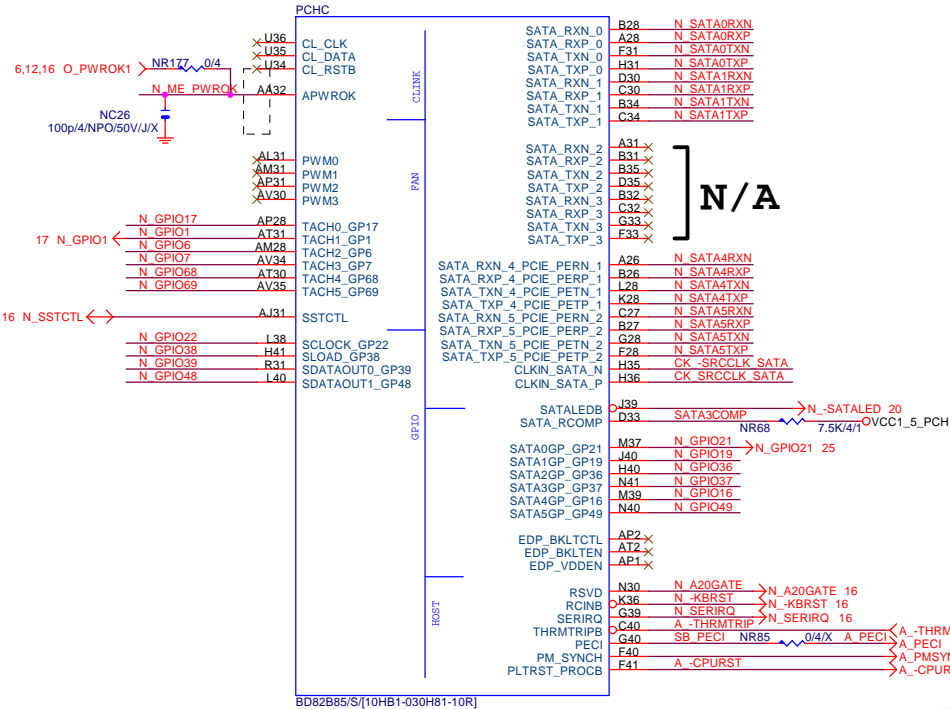 PCHC
U36 CL_CLK
U35 CL_DATA
U34 CL_RSTB
6,12,16 O_PWROK1 NR177 0/4
N_ME_PWROK AA32 APWROK
NC26
100p/4/NPO/50V/J/X
CLINK
AL31 PWM0
AM31 PWM1
AP31 PWM2
AV30 PWM3
FAN
N_GPIO17 AP28 TACH0_GP17
17 N_GPIO1 N_GPIO1 AT31 TACH1_GP1
N_GPIO6 AM28 TACH2_GP6
N_GPIO7 AV34 TACH3_GP7
N_GPIO68 AT30 TACH4_GP68
N_GPIO69 AV35 TACH5_GP69
16 N_SSTCTL AJ31 SSTCTL
N_GPIO22 L38 SCLOCK_GP22
N_GPIO38 H41 SLOAD_GP38
N_GPIO39 R31 SDATAOUT0_GP39
N_GPIO48 L40 SDATAOUT1_GP48
GPIO
HOST
SATA_RXN_0 B28 N_SATA0RXN
SATA_RXP_0 A28 N_SATA0RXP
SATA_TXN_0 F31 N_SATA0TXN
SATA_TXP_0 H31 N_SATA0TXP
SATA_RXN_1 D30 N_SATA1RXN
SATA_RXP_1 C30 N_SATA1RXP
SATA_TXN_1 B34 N_SATA1TXN
SATA_TXP_1 C34 N_SATA1TXP
SATA_RXN_2 A31
SATA_RXP_2 B31
SATA_TXN_2 B35
SATA_TXP_2 D35
SATA_RXN_3 B32
SATA_RXP_3 C32
SATA_TXN_3 G33
SATA_TXP_3 F33
N/A
SATA_RXN_4_PCIE_PERN_1 A26 N_SATA4RXN
SATA_RXP_4_PCIE_PERP_1 B26 N_SATA4RXP
SATA_TXN_4_PCIE_PETN_1 L28 N_SATA4TXN
SATA_TXP_4_PCIE_PETP_1 K28 N_SATA4TXP
SATA_RXN_5_PCIE_PERN_2 C27 N_SATA5RXN
SATA_RXP_5_PCIE_PERP_2 B27 N_SATA5RXP
SATA_TXN_5_PCIE_PETN_2 G28 N_SATA5TXN
SATA_TXP_5_PCIE_PETP_2 F28 N_SATA5TXP
CLKIN_SATA_N H35 CK_-SRCCLK_SATA
CLKIN_SATA_P H36 CK_SRCCLK_SATA
SATALEDB J39 N_-SATALED 20
SATA_RCOMP D33 SATA3COMP NR68 7.5K/4/1 VCC1_5_PCH
SATA0GP_GP21 M37 N_GPIO21 N_GPIO21 25
SATA1GP_GP19 J40 N_GPIO19
SATA2GP_GP36 H40 N_GPIO36
SATA3GP_GP37 N41 N_GPIO37
SATA4GP_GP16 M39 N_GPIO16
SATA5GP_GP49 N40 N_GPIO49
EDP_BKLTCTL AP2
EDP_BKLTEN AT2
EDP_VDDEN AP1
RSVD N30 N_A20GATE N_A20GATE 16
RCINB K36 N_-KBRST N_-KBRST 16
SERIRQ G39 N_SERIRQ N_SERIRQ 16
THRMTRIPB C40 A_-THRMTRIP A_-THRM
PECI G40 SB_PECI NR85 0/4/X A_PECI A_PECI
PM_SYNCH F40 A_PMSYN
PLTRST_PROCB F41 A_-CPURST A_-CPUR
BD82B85/S/[10HB1-030H81-10R]